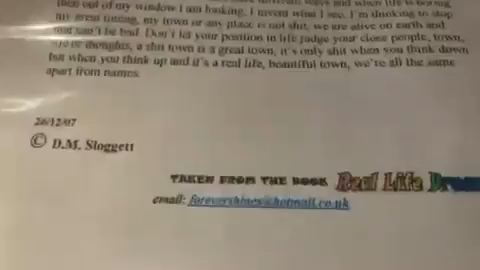 then out of my window I am looking, I invent what I see. I'm thinking to stop
my great timing, my town or any place is not shit, we are alive on earth and
that can't be bad. Don't let your position in life judge your close people, town,
or thoughts, a shit town is a great town, it's only shit when you think down
but when you think up and it's a real life, beautiful town, we're all the same
apart from names.
26/12/07
© D.M. Sloggett
TAKEN FROM THE BOOK Real Life
email: forevershines@hotmail.co.uk